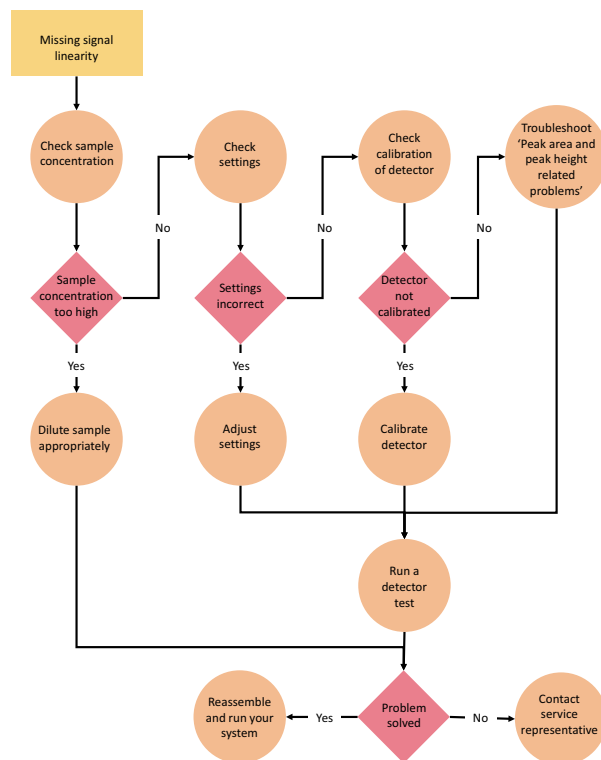 Missing signal
linearity
Check sample
concentration
Check
settings
Check
calibration
of detector
Troubleshoot
‘Peak area and
peak height
related
problems’
No
No
No
Sample
concentration
too high
Settings
incorrect
Detector
not
calibrated
Yes
Yes
Yes
Dilute sample
appropriately
Adjust
settings
Calibrate
detector
Run a
detector
test
Reassemble
and run your
system
Yes
Problem
solved
No
Contact
service
representative